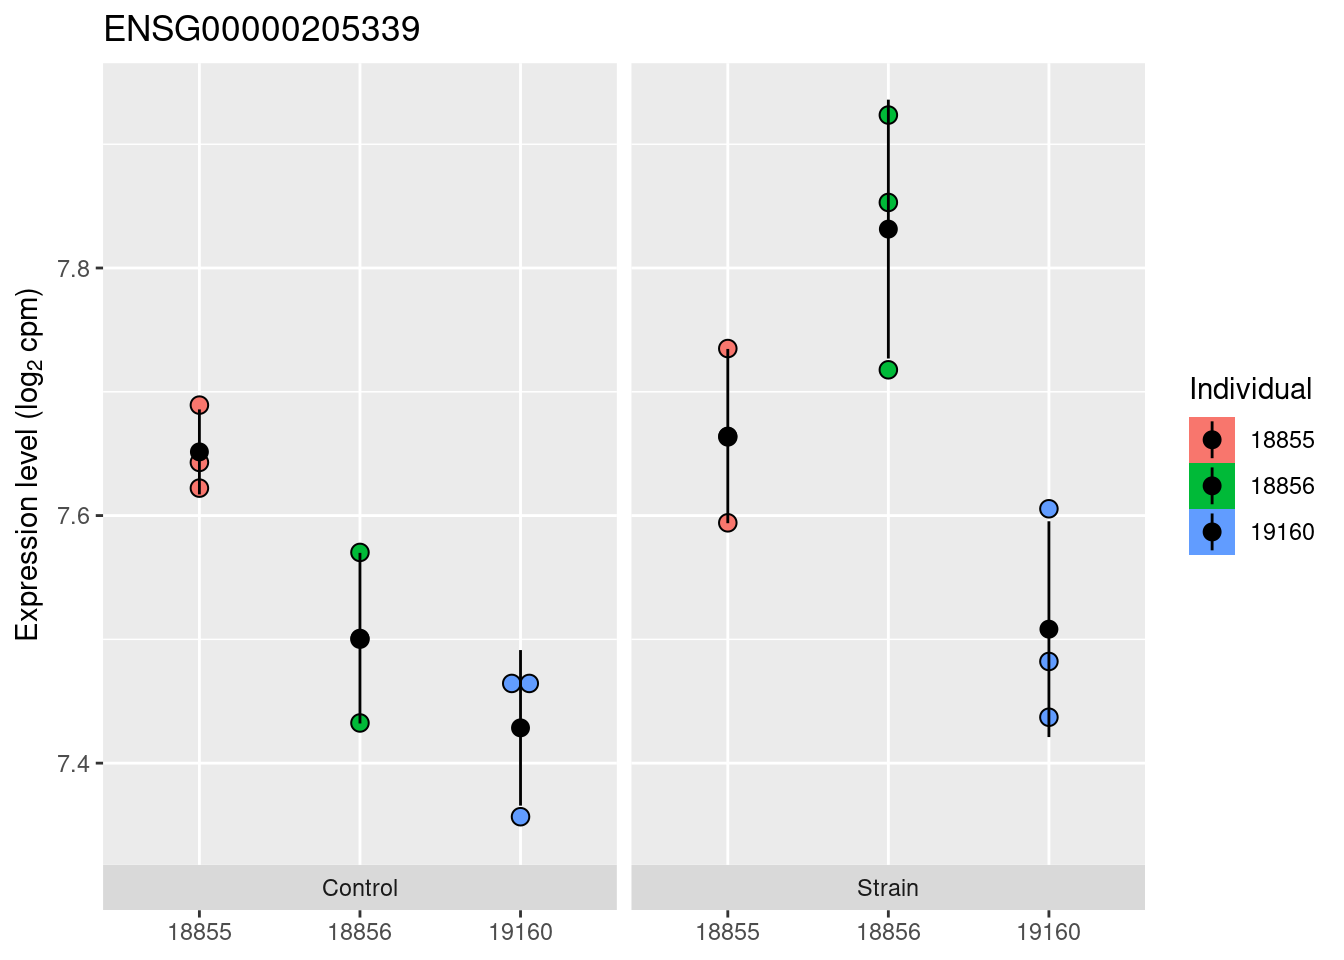 ENSG00000205339
Expression level (log₂ cpm)
7.8
7.6
7.4
Control
Strain
18855
18856
19160
18855
18856
19160
Individual
18855
18856
19160